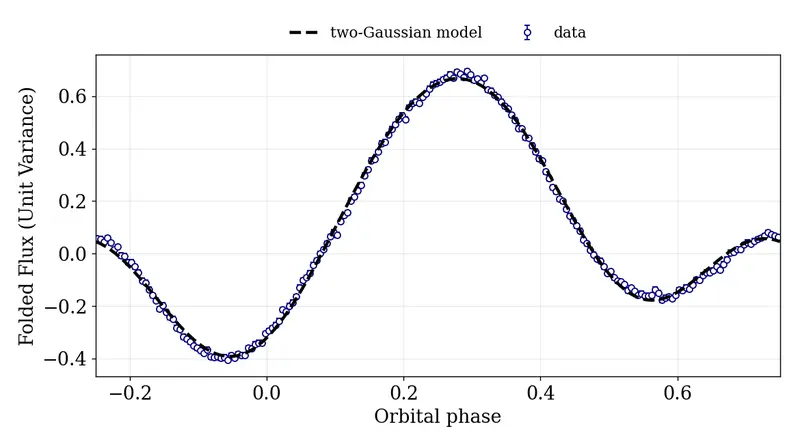 two-Gaussian model
data
Folded Flux (Unit Variance)
0.6
0.4
0.2
0.0
−0.2
−0.4
−0.2
0.0
0.2
0.4
0.6
Orbital phase